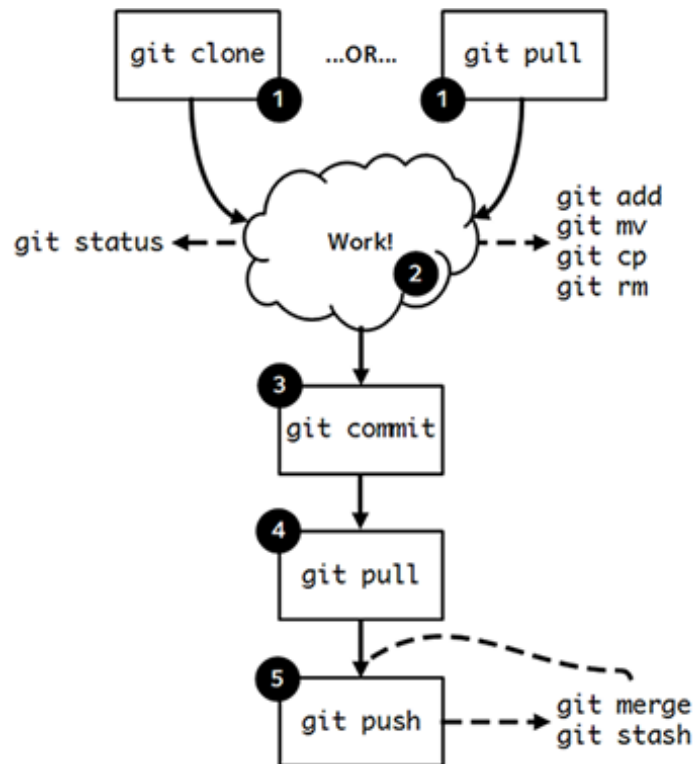 git clone
...OR...
git pull
1
1
git status
Work!
2
git add
git mv
git cp
git rm
3
git commit
4
git pull
5
git push
git merge
git stash